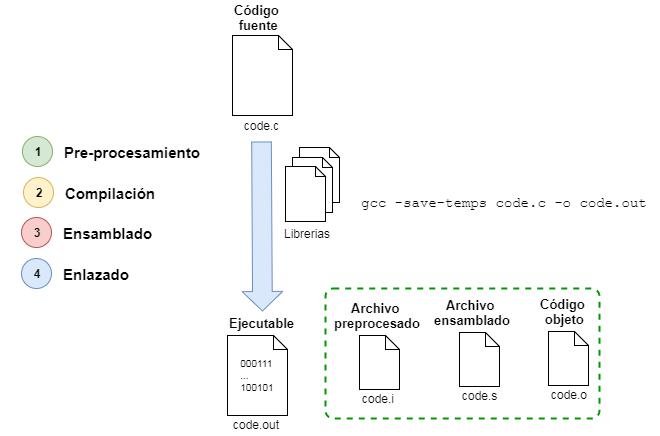 Código
fuente
code.c
1 Pre-procesamiento
2 Compilación
3 Ensamblado
4 Enlazado
Librerias
gcc -save-temps code.c -o code.out
Ejecutable
000111
...
100101
code.out
Archivo
preprocesado
code.i
Archivo
ensamblado
code.s
Código
objeto
code.o